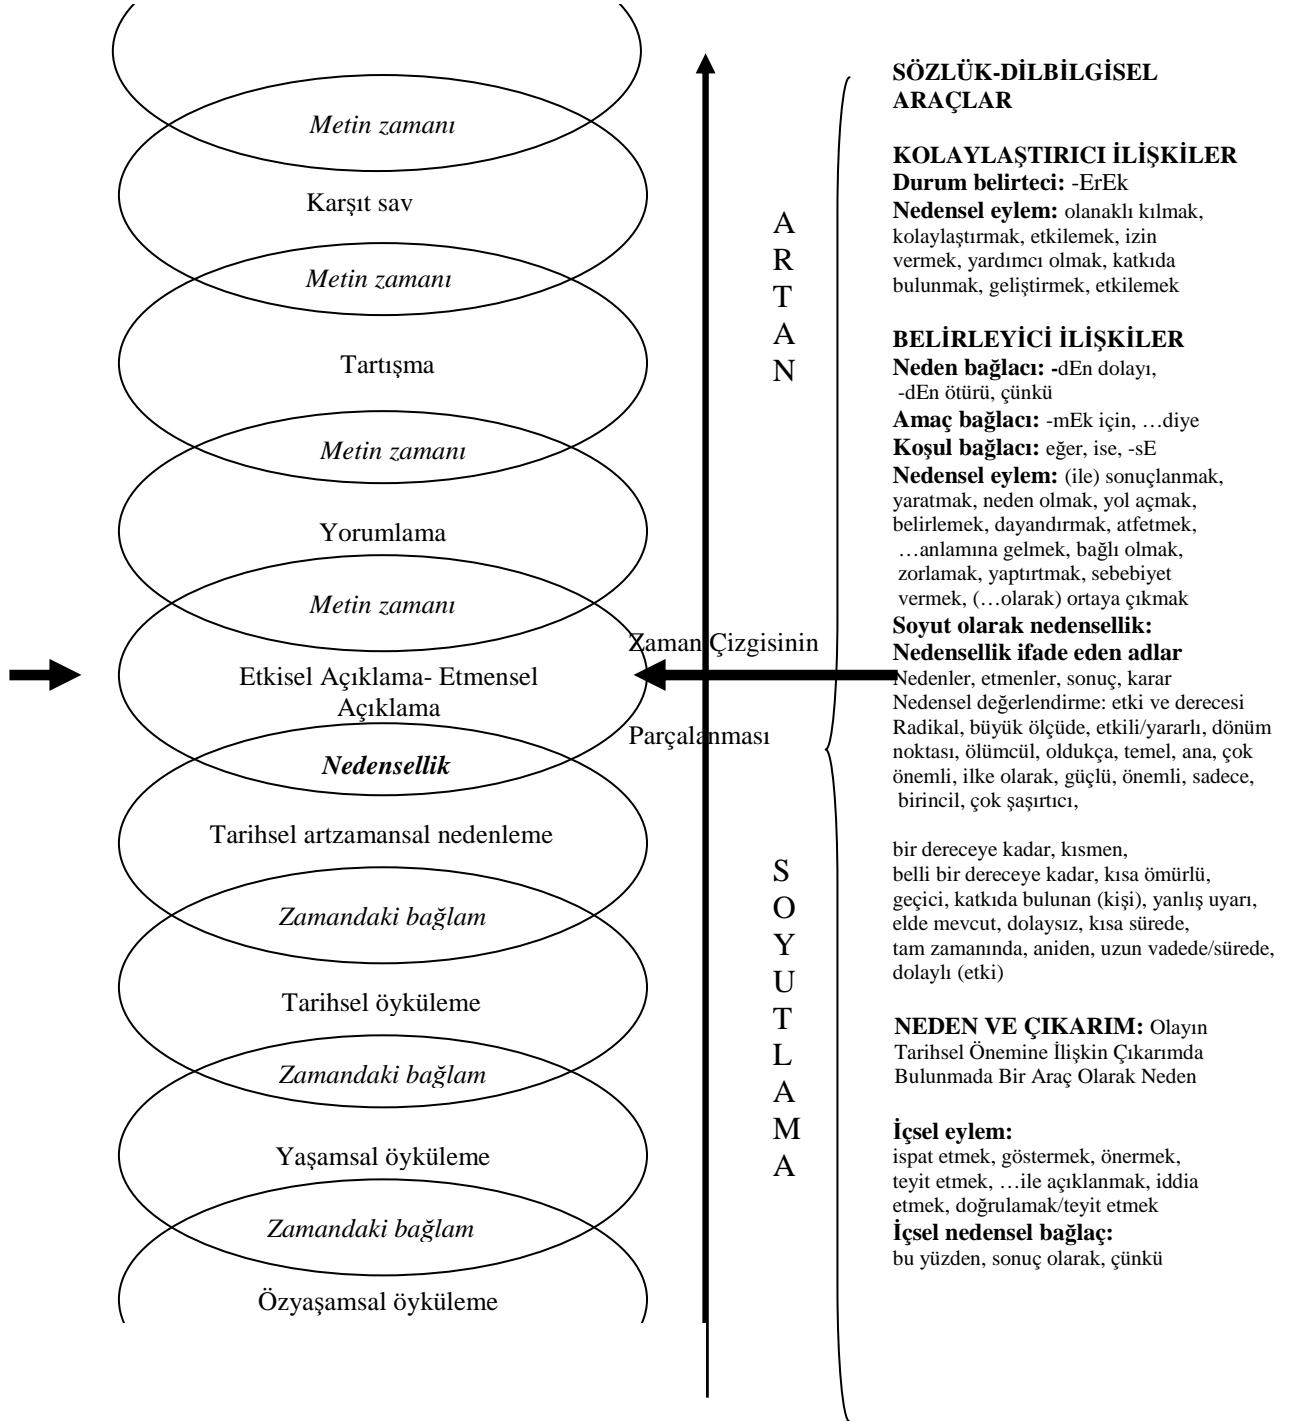 Metin zamanı
Karşıt sav
Metin zamanı
Tartışma
Metin zamanı
Yorumlama
Metin zamanı
Etkisel Açıklama- Etmensel
Açıklama
Nedensellik
Tarihsel artzamansal nedenleme
Zamandaki bağlam
Tarihsel öyküleme
Zamandaki bağlam
Yaşamsal öyküleme
Zamandaki bağlam
Özyaşamsal öyküleme
Zaman Çizgisinin
Parçalanması
A
R
T
A
N
S
O
Y
U
T
L
A
M
A
SÖZLÜK-DİLBİLGİSEL
ARAÇLAR
KOLAYLAŞTIRICI İLİŞKİLER
Durum belirteci: -ErEk
Nedensel eylem: olanaklı kılmak,
kolaylaştırmak, etkilemek, izin
vermek, yardımcı olmak, katkıda
bulunmak, geliştirmek, etkilemek
BELİRLEYİCİ İLİŞKİLER
Neden bağlacı: -dEn dolayı,
-dEn ötürü, çünkü
Amaç bağlacı: -mEk için, …diye
Koşul bağlacı: eğer, ise, -sE
Nedensel eylem: (ile) sonuçlanmak,
yaratmak, neden olmak, yol açmak,
belirlemek, dayandırmak, atfetmek,
…anlamına gelmek, bağlı olmak,
zorlamak, yaptırtmak, sebebiyet
vermek, (…olarak) ortaya çıkmak
Soyut olarak nedensellik:
Nedensellik ifade eden adlar
Nedenler, etmenler, sonuç, karar
Nedensel değerlendirme: etki ve derecesi
Radikal, büyük ölçüde, etkili/yararlı, dönüm
noktası, ölümcül, oldukça, temel, ana, çok
önemli, ilke olarak, güçlü, önemli, sadece,
birincil, çok şaşırtıcı,
bir dereceye kadar, kısmen,
belli bir dereceye kadar, kısa ömürlü,
geçici, katkıda bulunan (kişi), yanlış uyarı,
elde mevcut, dolaysız, kısa sürede,
tam zamanında, aniden, uzun vadede/sürede,
dolaylı (etki)
NEDEN VE ÇIKARIM: Olayın
Tarihsel Önemine İlişkin Çıkarımda
Bulunmada Bir Araç Olarak Neden
İçsel eylem:
ispat etmek, göstermek, önermek,
teyit etmek, …ile açıklanmak, iddia
etmek, doğrulamak/teyit etmek
İçsel nedensel bağlaç:
bu yüzden, sonuç olarak, çünkü